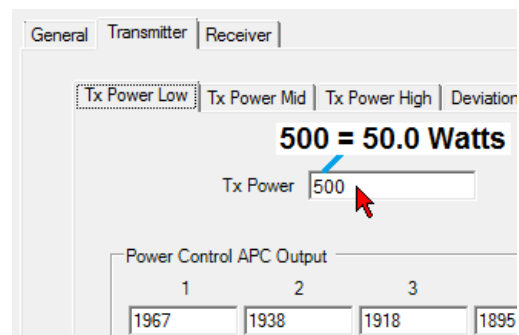 General Transmitter Receiver
Tx Power Low Tx Power Mid Tx Power High Deviation
500 = 50.0 Watts
Tx Power 500
Power Control APC Output
1 2 3
1967 1938 1918 1895